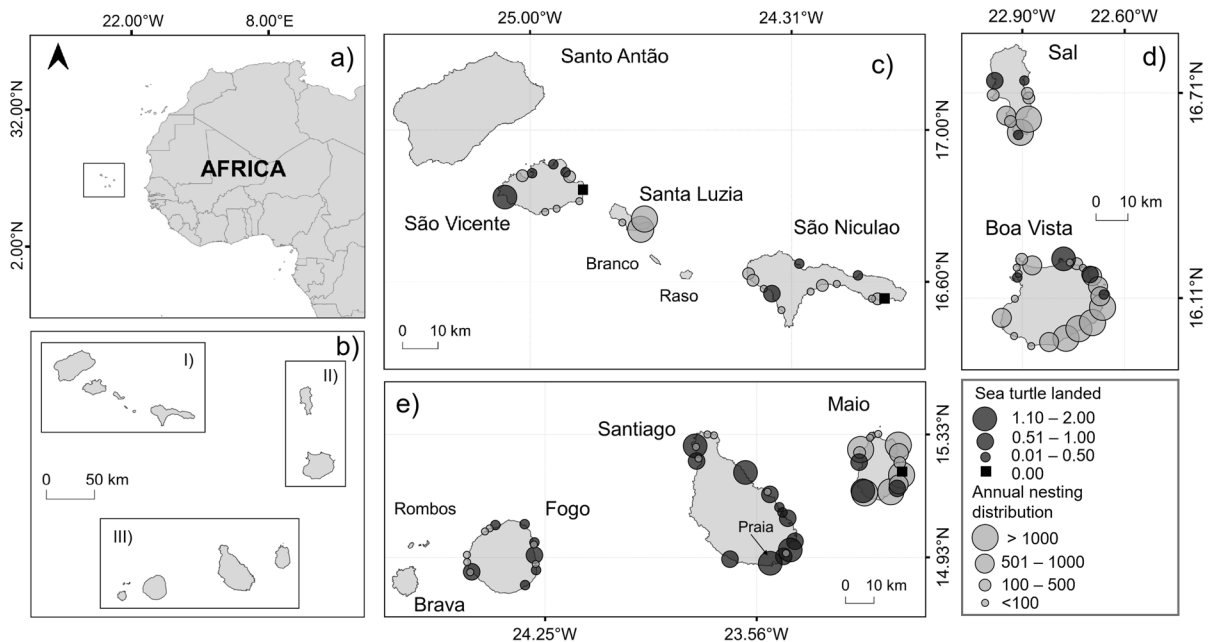 22.00°W 8.00°E
32.00°N
2.00°N
a)
AFRICA
b)
I)
II)
III)
0 50 km
25.00°W 24.31°W
17.00°N
16.60°N
c)
Santo Antão
São Vicente
Santa Luzia
Branco
Raso
São Niculao
0 10 km
22.90°W 22.60°W
16.71°N
16.11°N
d)
Sal
0 10 km
Boa Vista
e)
Rombos
Brava
Fogo
Santiago
Praia
Maio
0 10 km
15.33°N
14.93°N
24.25°W 23.56°W
Sea turtle landed
1.10 – 2.00
0.51 – 1.00
0.01 – 0.50
0.00
Annual nesting
distribution
> 1000
501 – 1000
100 – 500
<100